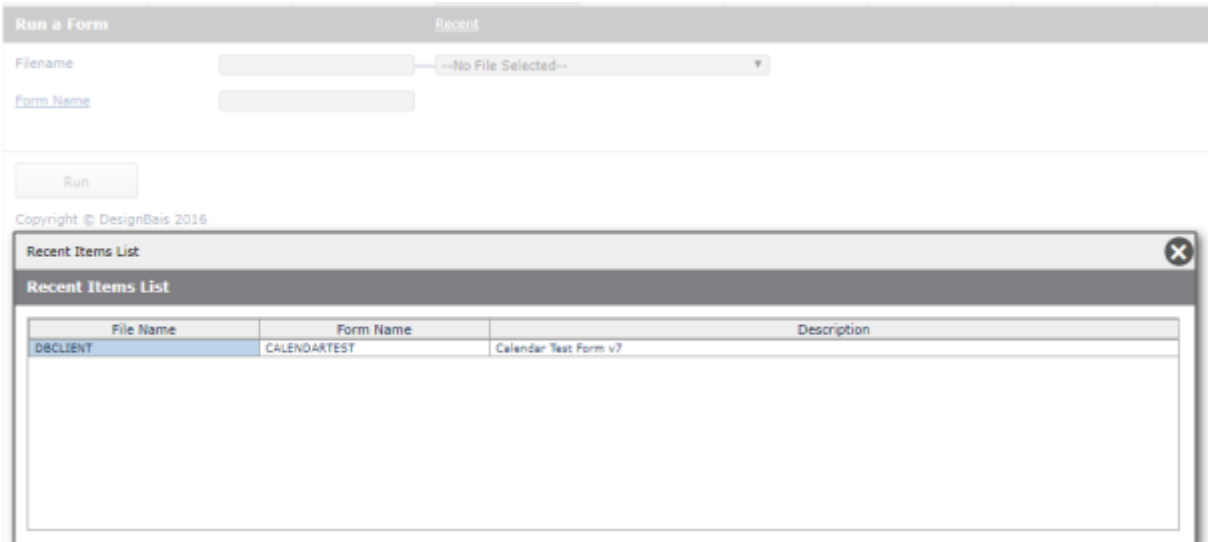 Run a Form Recent
Filename --No File Selected--
Form Name
Run
Copyright © DesignBais 2016
Recent Items List
Recent Items List
File Name Form Name Description
DBCLIENT CALENDARTEST Calendar Test Form v7